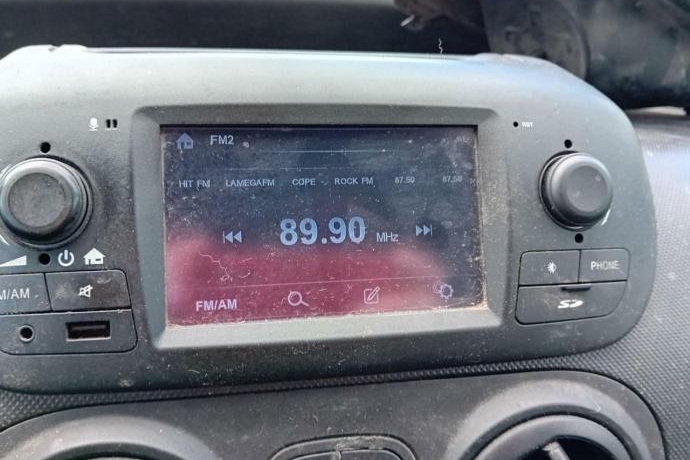 FM2
RST
HIT FM LAMEGAFM COPE ROCK FM 87.50 87.50
89.90 MHz
PHONE
M/AM
FM/AM
SD